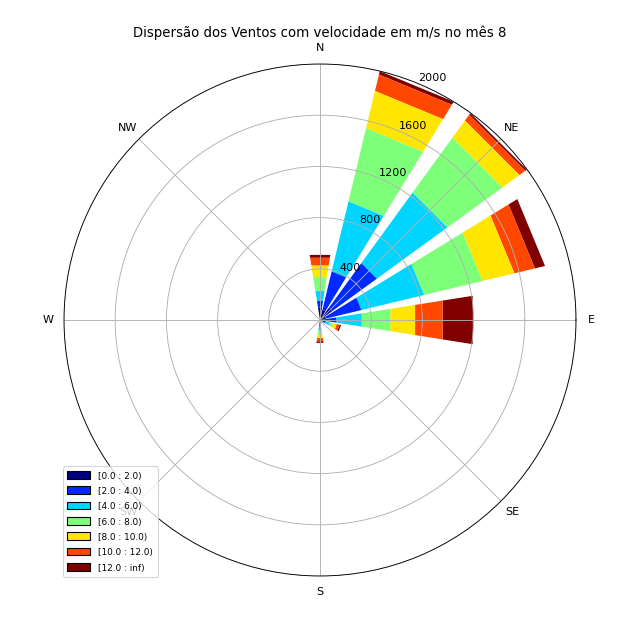 Dispersão dos Ventos com velocidade em m/s no mês 8
N
2000
NW
NE
1600
1200
800
400
W
E
[0.0 : 2.0)
[2.0 : 4.0)
[4.0 : 6.0)
[6.0 : 8.0)
[8.0 : 10.0)
[10.0 : 12.0)
[12.0 : inf)
SW
SE
S